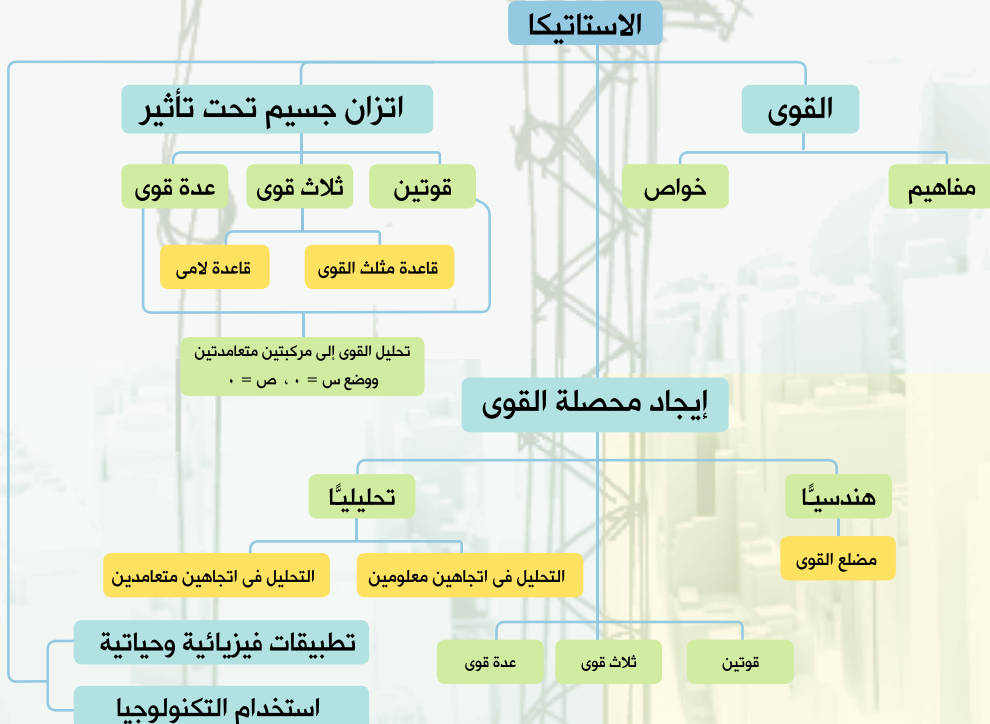 الاستاتيكا
القوى
اتزان جسيم تحت تأثير
مفاهيم
خواص
قوتين
ثلاث قوى
عدة قوى
قاعدة مثلث القوى
قاعدة لامى
تحليل القوى إلى مركبتين متعامدتين
ووضع س = ٠ ، ص = ٠
إيجاد محصلة القوى
هندسيًّا
تحليليًّا
مضلع القوى
التحليل فى اتجاهين معلومين
التحليل فى اتجاهين متعامدين
قوتين
ثلاث قوى
عدة قوى
تطبيقات فيزيائية وحياتية
استخدام التكنولوجيا